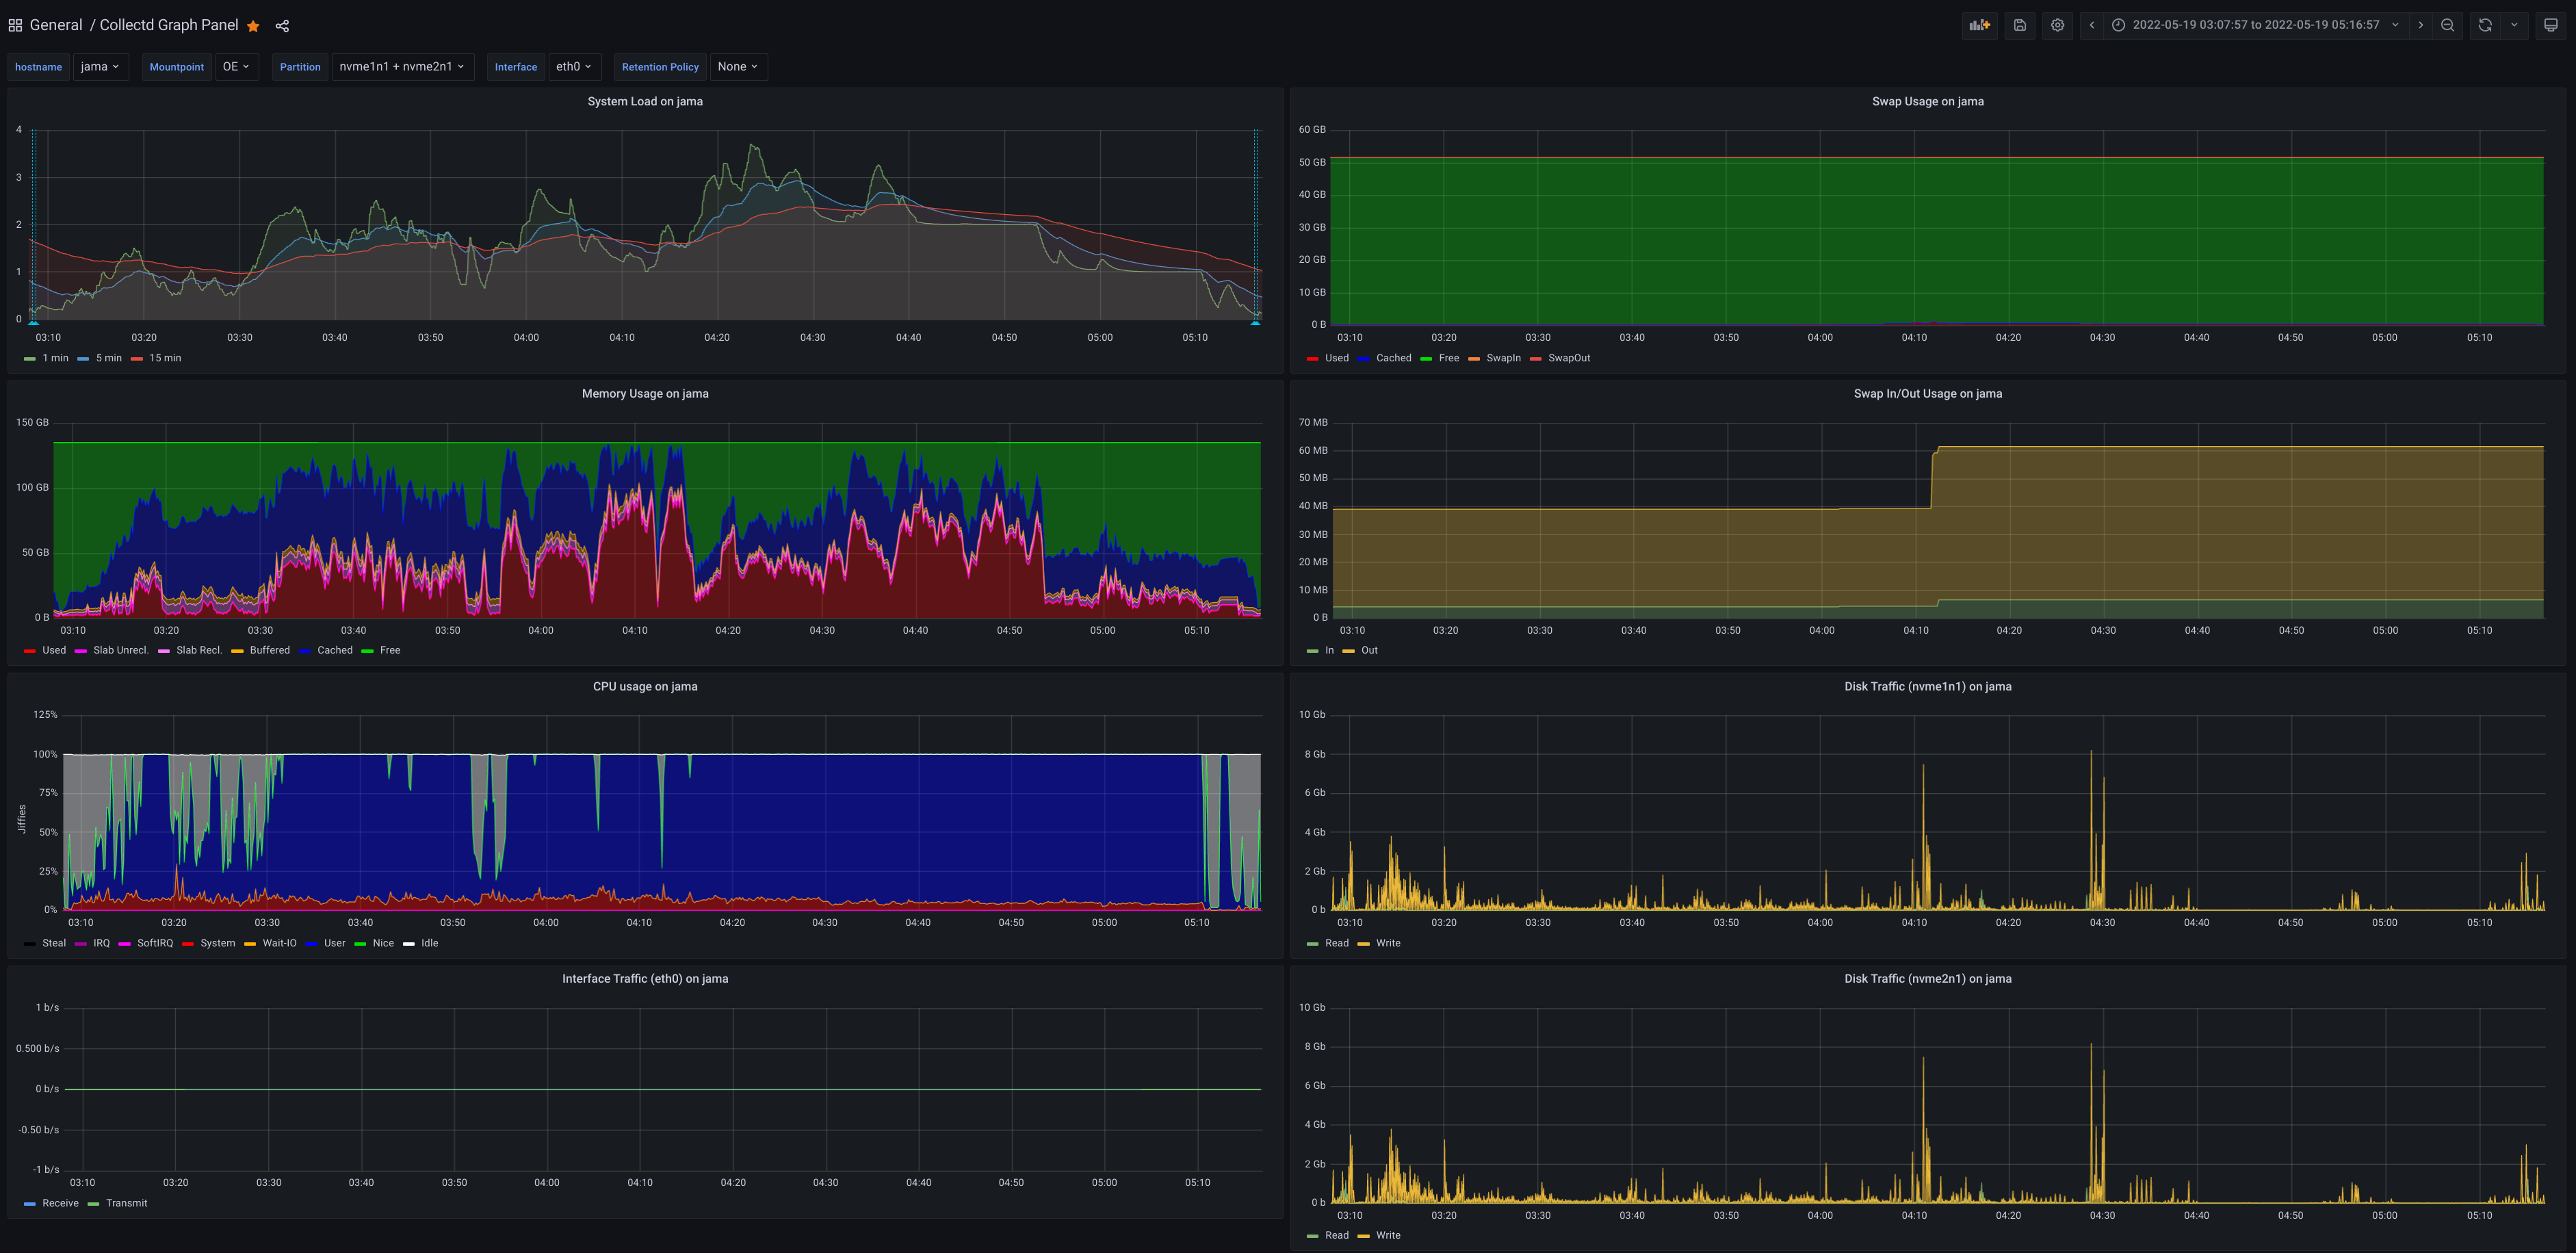 General / Collectd Graph Panel
2022-05-19 03:07:57 to 2022-05-19 05:16:57
hostname jama Mountpoint OE Partition nvme1n1 + nvme2n1 Interface eth0 Retention Policy None
System Load on jama
4
3
2
1
0
03:10 03:20 03:30 03:40 03:50 04:00 04:10 04:20 04:30 04:40 04:50 05:00 05:10
1 min 5 min 15 min
Swap Usage on jama
60 GB
50 GB
40 GB
30 GB
20 GB
10 GB
0 B
03:10 03:20 03:30 03:40 03:50 04:00 04:10 04:20 04:30 04:40 04:50 05:00 05:10
Used Cached Free SwapIn SwapOut
Memory Usage on jama
150 GB
100 GB
50 GB
0 B
03:10 03:20 03:30 03:40 03:50 04:00 04:10 04:20 04:30 04:40 04:50 05:00 05:10
Used Slab Unrecl. Slab Recl. Buffered Cached Free
Swap In/Out Usage on jama
70 MB
60 MB
50 MB
40 MB
30 MB
20 MB
10 MB
0 B
03:10 03:20 03:30 03:40 03:50 04:00 04:10 04:20 04:30 04:40 04:50 05:00 05:10
In Out
CPU usage on jama
Jiffies
125%
100%
75%
50%
25%
0%
03:10 03:20 03:30 03:40 03:50 04:00 04:10 04:20 04:30 04:40 04:50 05:00 05:10
Steal IRQ SoftIRQ System Wait-IO User Nice Idle
Disk Traffic (nvme1n1) on jama
10 Gb
8 Gb
6 Gb
4 Gb
2 Gb
0 b
03:10 03:20 03:30 03:40 03:50 04:00 04:10 04:20 04:30 04:40 04:50 05:00 05:10
Read Write
Interface Traffic (eth0) on jama
1 b/s
0.500 b/s
0 b/s
-0.50 b/s
-1 b/s
03:10 03:20 03:30 03:40 03:50 04:00 04:10 04:20 04:30 04:40 04:50 05:00 05:10
Receive Transmit
Disk Traffic (nvme2n1) on jama
10 Gb
8 Gb
6 Gb
4 Gb
2 Gb
0 b
03:10 03:20 03:30 03:40 03:50 04:00 04:10 04:20 04:30 04:40 04:50 05:00 05:10
Read Write